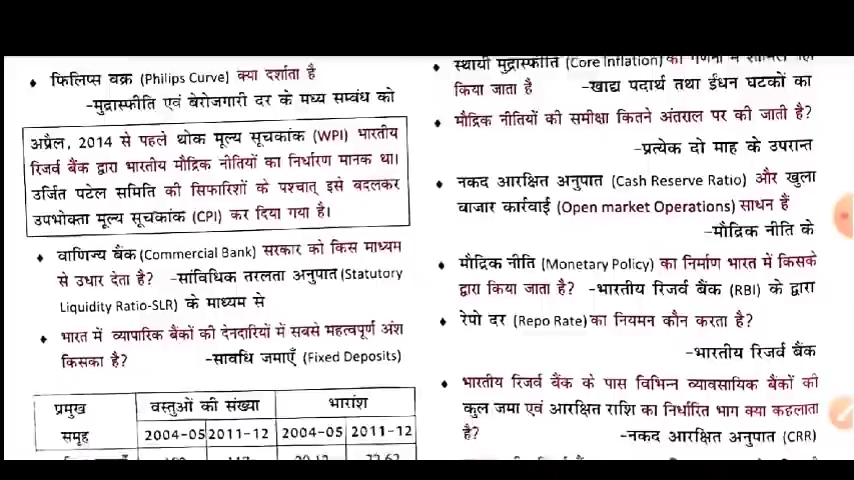 ♦ फिलिप्स वक्र (Philips Curve) क्या दर्शाता है
–मुद्रास्फीति एवं बेरोजगारी दर के मध्य सम्बंध को
अप्रैल, 2014 से पहले थोक मूल्य सूचकांक (WPI) भारतीय
रिजर्व बैंक द्वारा भारतीय मौद्रिक नीतियों का निर्धारण मानक था।
उर्जित पटेल समिति की सिफारिशों के पश्चात् इसे बदलकर
उपभोक्ता मूल्य सूचकांक (CPI) कर दिया गया है।
♦ वाणिज्य बैंक (Commercial Bank) सरकार को किस माध्यम
से उधार देता है? –सांविधिक तरलता अनुपात (Statutory
Liquidity Ratio-SLR) के माध्यम से
♦ भारत में व्यापारिक बैंकों की देनदारियों में सबसे महत्वपूर्ण अंश
किसका है? –सावधि जमाएँ (Fixed Deposits)
प्रमुख वस्तुओं की संख्या भारांश
समूह 2004-05 2011-12 2004-05 2011-12
♦ स्थायी मुद्रास्फीति (Core Inflation) की गणना में शामिल नहीं
किया जाता है –खाद्य पदार्थ तथा ईंधन घटकों का
♦ मौद्रिक नीतियों की समीक्षा कितने अंतराल पर की जाती है?
–प्रत्येक दो माह के उपरान्त
♦ नकद आरक्षित अनुपात (Cash Reserve Ratio) और खुला
बाजार कार्रवाई (Open market Operations) साधन हैं
–मौद्रिक नीति के
♦ मौद्रिक नीति (Monetary Policy) का निर्माण भारत में किसके
द्वारा किया जाता है? –भारतीय रिजर्व बैंक (RBI) के द्वारा
♦ रेपो दर (Repo Rate) का नियमन कौन करता है?
–भारतीय रिजर्व बैंक
♦ भारतीय रिजर्व बैंक के पास विभिन्न व्यावसायिक बैंकों की
कुल जमा एवं आरक्षित राशि का निर्धारित भाग क्या कहलाता
है? –नकद आरक्षित अनुपात (CRR)